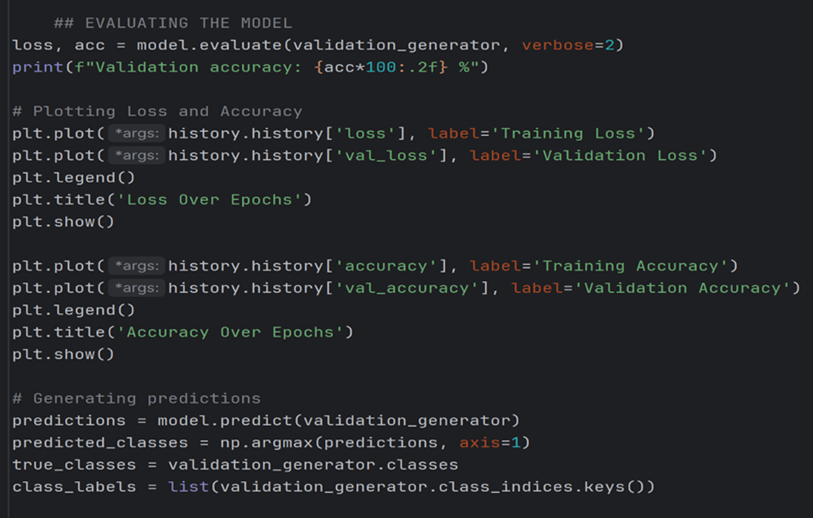 ## EVALUATING THE MODEL
loss, acc = model.evaluate(validation_generator, verbose=2)
print(f"Validation accuracy: {acc*100:.2f} %")
# Plotting Loss and Accuracy
plt.plot( *args: history.history['loss'], label='Training Loss')
plt.plot( *args: history.history['val_loss'], label='Validation Loss')
plt.legend()
plt.title('Loss Over Epochs')
plt.show()
plt.plot( *args: history.history['accuracy'], label='Training Accuracy')
plt.plot( *args: history.history['val_accuracy'], label='Validation Accuracy')
plt.legend()
plt.title('Accuracy Over Epochs')
plt.show()
# Generating predictions
predictions = model.predict(validation_generator)
predicted_classes = np.argmax(predictions, axis=1)
true_classes = validation_generator.classes
class_labels = list(validation_generator.class_indices.keys())